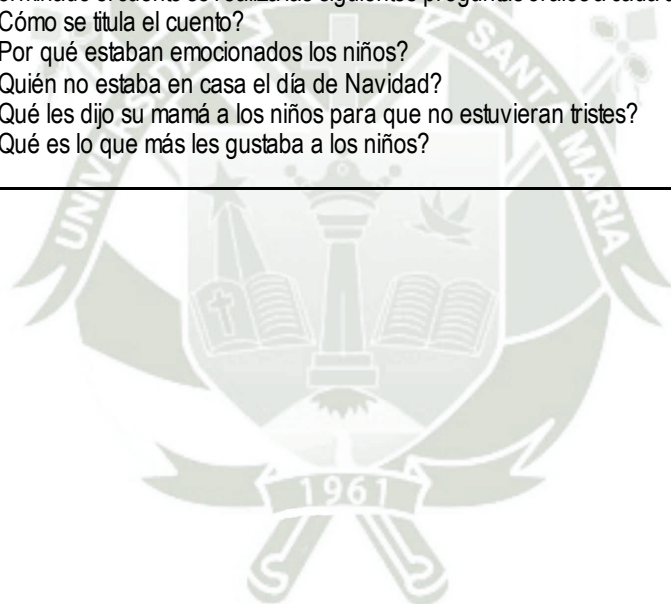 Cómo se titula el cuento?
Por qué estaban emocionados los niños?
Quién no estaba en casa el día de Navidad?
Qué les dijo su mamá a los niños para que no estuvieran tristes?
Qué es lo que más les gustaba a los niños?
SANTA MARIA
1961